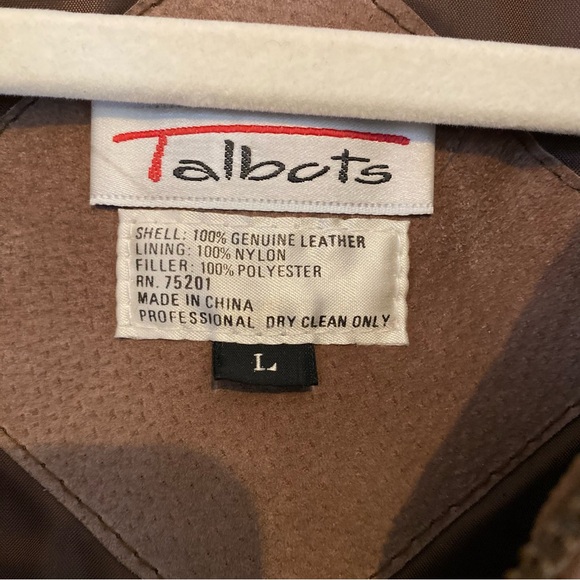 Talbots
SHELL: 100% GENUINE LEATHER
LINING: 100% NYLON
FILLER: 100% POLYESTER
RN. 75201
MADE IN CHINA
PROFESSIONAL DRY CLEAN ONLY
L